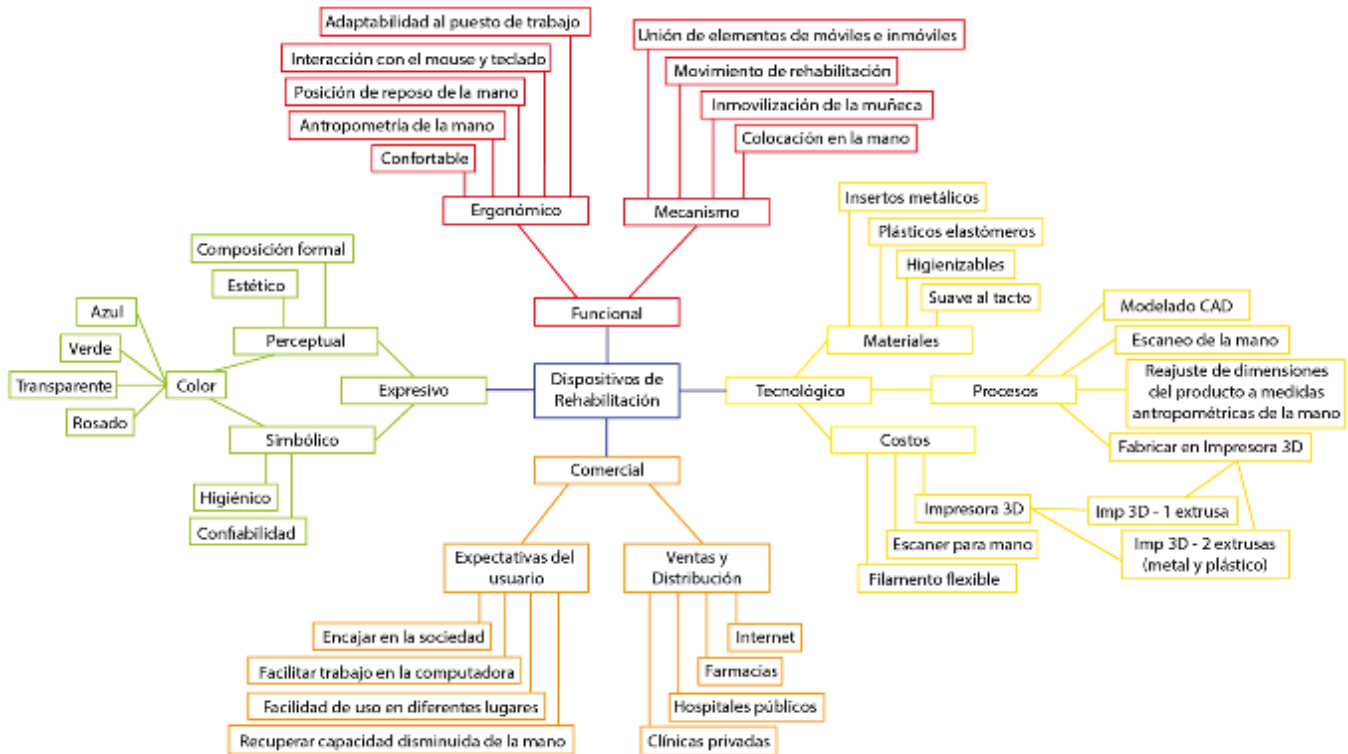 Adaptabilidad al puesto de trabajo
Interacción con el mouse y teclado
Posición de reposo de la mano
Antropometría de la mano
Confortable
Ergonómico
Unión de elementos de móviles e inmóviles
Movimiento de rehabilitación
Inmovilización de la muñeca
Colocación en la mano
Mecanismo
Funcional
Composición formal
Estético
Perceptual
Azul
Verde
Transparente
Rosado
Color
Expresivo
Simbólico
Higiénico
Confiabilidad
Dispositivos de
Rehabilitación
Insertos metálicos
Plásticos elastómeros
Higienizables
Suave al tacto
Materiales
Tecnológico
Procesos
Modelado CAD
Escaneo de la mano
Reajuste de dimensiones
del producto a medidas
antropométricas de la mano
Fabricar en Impresora 3D
Costos
Impresora 3D
Escaner para mano
Filamento flexible
Imp 3D - 1 extrusa
Imp 3D - 2 extrusas
(metal y plástico)
Comercial
Expectativas del
usuario
Encajar en la sociedad
Facilitar trabajo en la computadora
Facilidad de uso en diferentes lugares
Recuperar capacidad disminuida de la mano
Ventas y
Distribución
Internet
Farmacias
Hospitales públicos
Clínicas privadas